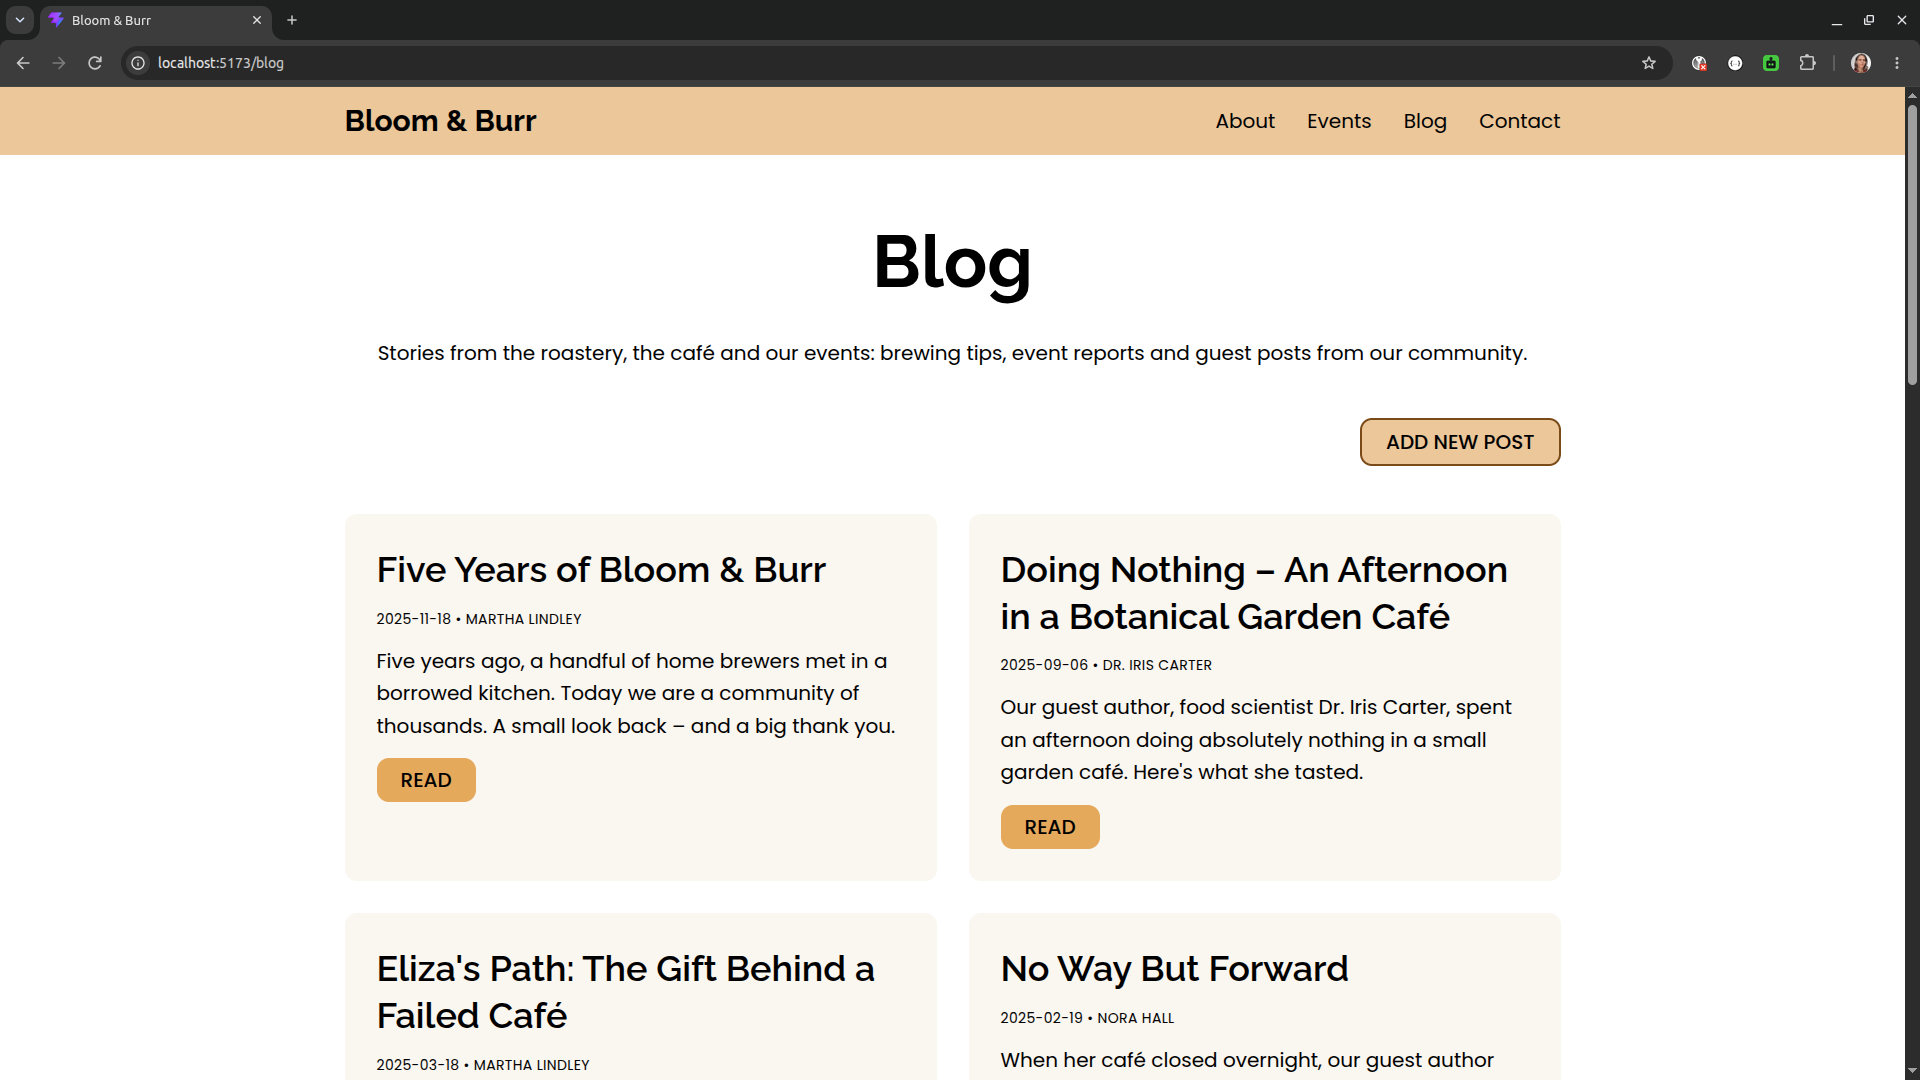 Bloom & Burr
localhost:5173/blog
Bloom & Burr
About Events Blog Contact
Blog
Stories from the roastery, the café and our events: brewing tips, event reports and guest posts from our community.
ADD NEW POST
Five Years of Bloom & Burr
2025-11-18 • MARTHA LINDLEY
Five years ago, a handful of home brewers met in a
borrowed kitchen. Today we are a community of
thousands. A small look back – and a big thank you.
READ
Doing Nothing – An Afternoon
in a Botanical Garden Café
2025-09-06 • DR. IRIS CARTER
Our guest author, food scientist Dr. Iris Carter, spent
an afternoon doing absolutely nothing in a small
garden café. Here's what she tasted.
READ
Eliza's Path: The Gift Behind a
Failed Café
2025-03-18 • MARTHA LINDLEY
No Way But Forward
2025-02-19 • NORA HALL
When her café closed overnight, our guest author